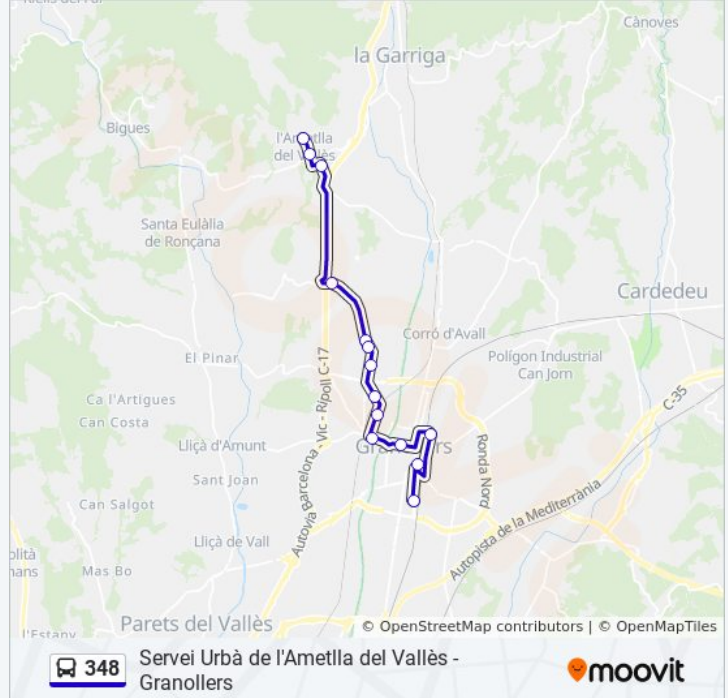 Cànoves
la Garriga
Bigues
l'Ametlla
del Vallès
Santa Eulàlia
de Ronçana
Cardedeu
Corró d'Avall
El Pinar
Polígon Industrial
Can Jorn
Vic - Ripoll C-17
C-35
Ca l'Artigues
Can Costa
Lliçà d'Amunt
Granollers
Ronda Nord
Sant Joan
Autovia Barcelona -
Can Salgot
Autopista de la Mediterrània
Lliçà de Vall
Mas Bo
Parets del Vallès
© OpenStreetMap contributors | © OpenMapTiles
l'Estany
348
Servei Urbà de l'Ametlla del Vallès -
Granollers
moovit